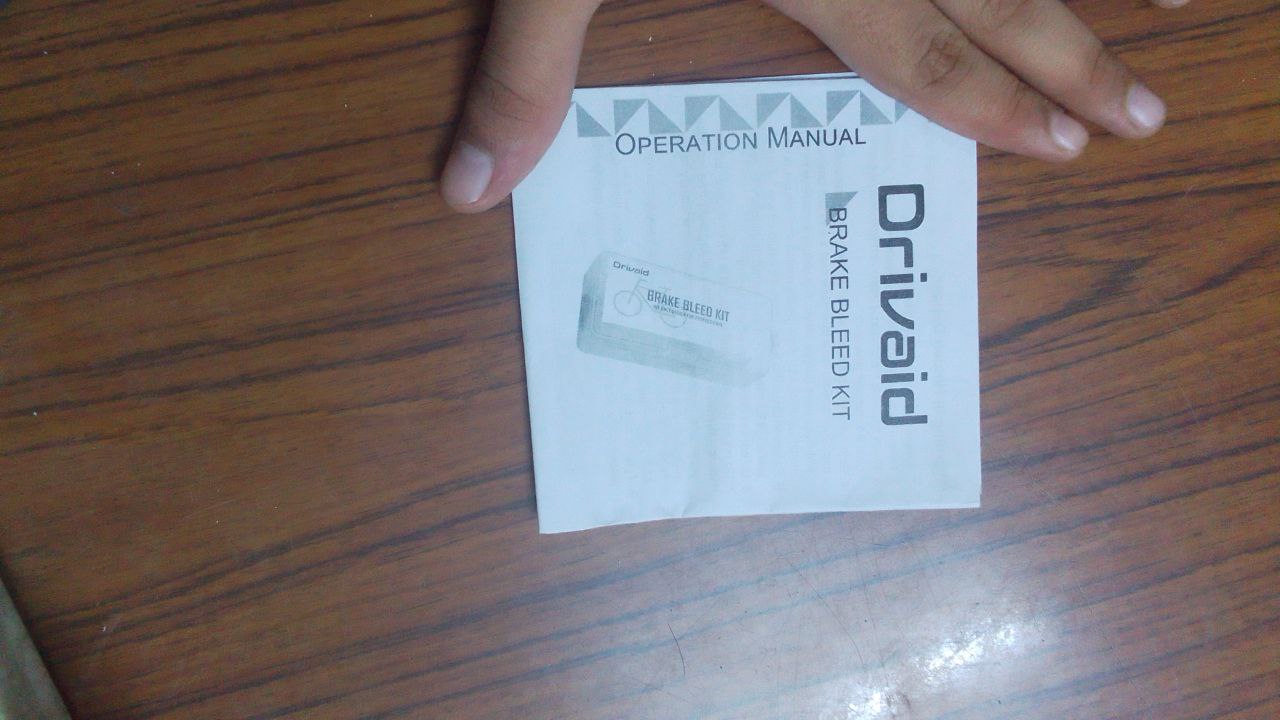 OPERATION MANUAL
Drivaid
BRAKE BLEED KIT
Drivaid
BRAKE BLEED KIT